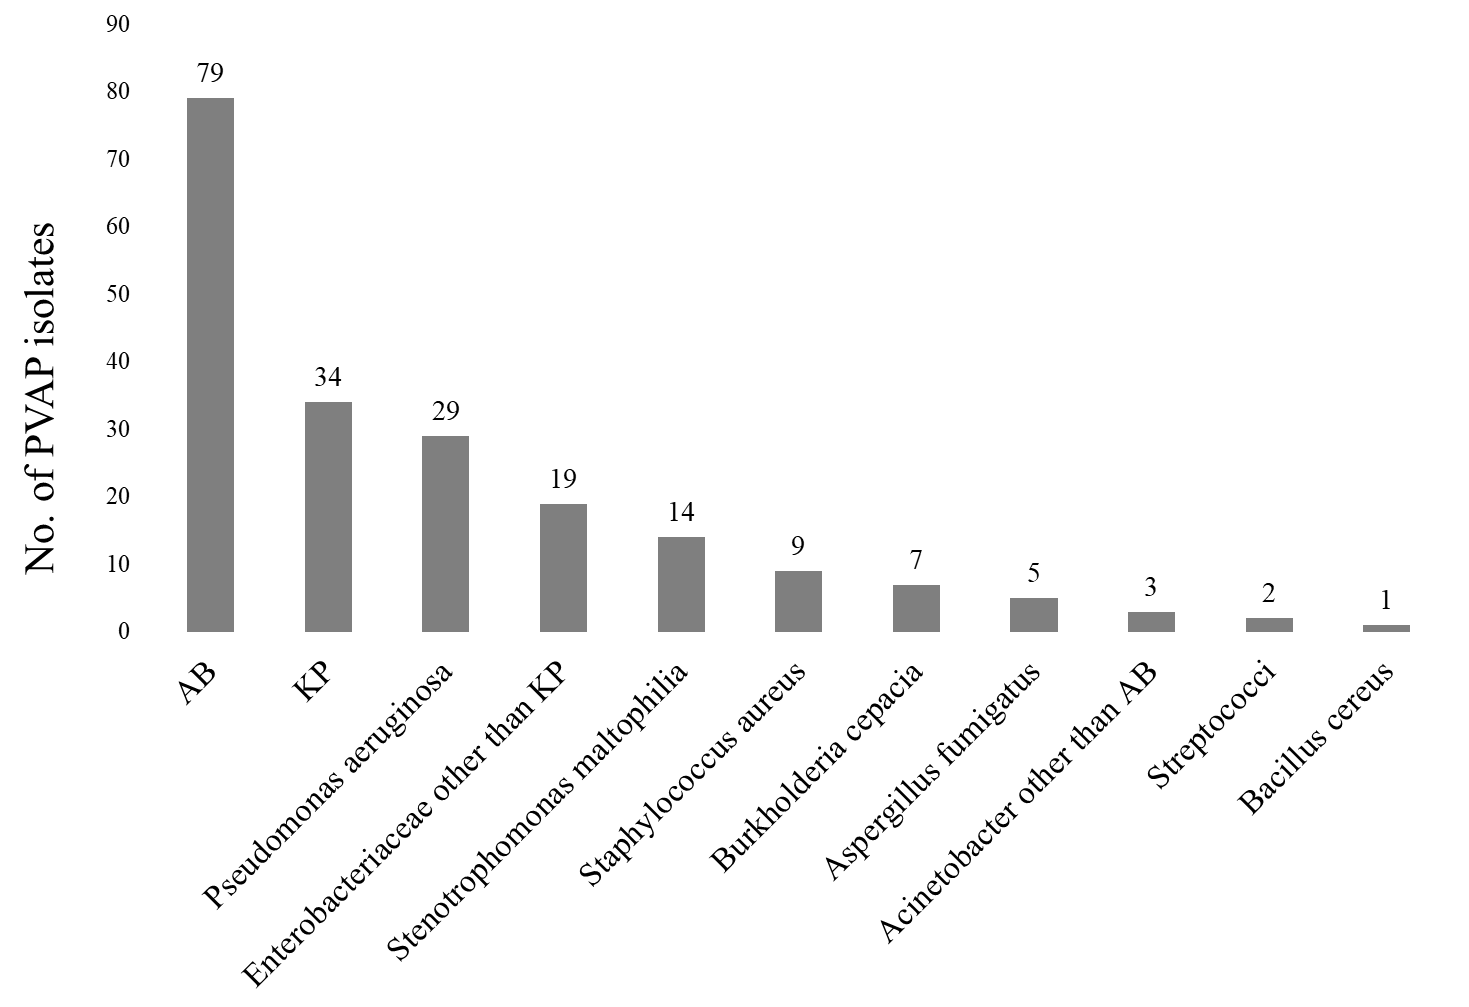 No. of PVAP isolates
90
80
70
60
50
40
30
20
10
0
79
34
29
19
14
9
7
5
3
2
1
AB
KP
Pseudomonas aeruginosa
Enterobacteriaceae other than KP
Stenotrophomonas maltophilia
Staphylococcus aureus
Burkholderia cepacia
Aspergillus fumigatus
Acinetobacter other than AB
Streptococci
Bacillus cereus